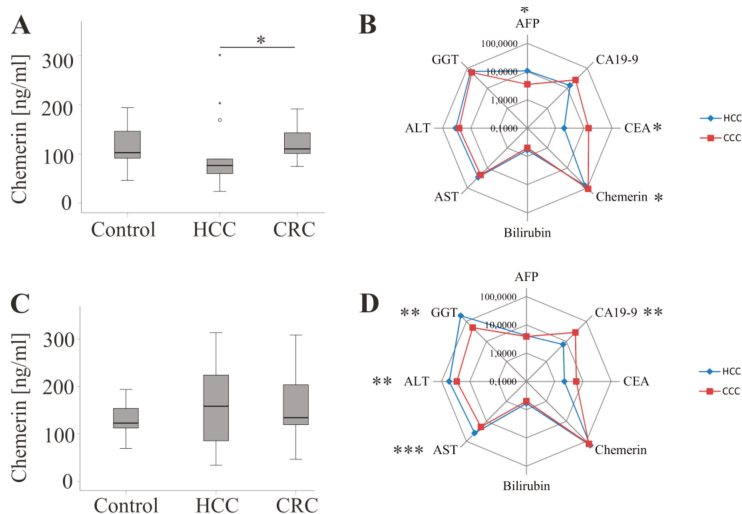 A
Chemerin [ng/ml]
300
200
100
0
*
Control
HCC
CRC
B
*
AFP
100,0000
10,0000
1,0000
0,1000
CA19-9
CEA *
Chemerin *
Bilirubin
AST
ALT
GGT
HCC
CCC
C
Chemerin [ng/ml]
300
200
100
0
Control
HCC
CRC
D
AFP
100,0000
10,0000
1,0000
0,1000
CA19-9 **
CEA
Chemerin
Bilirubin
*** AST
** ALT
** GGT
HCC
CCC